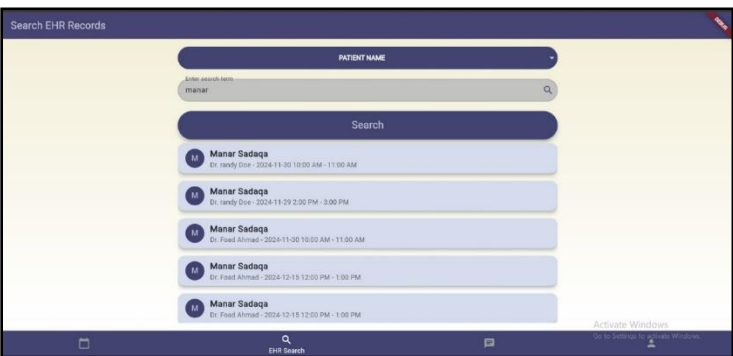 Search EHR Records
DEBUG
PATIENT NAME
Enter search term
manar
Search
M
Manar Sadaqa
Dr. randy Doe - 2024-11-30 10:00 AM - 11:00 AM
M
Manar Sadaqa
Dr. randy Doe - 2024-11-29 2:00 PM - 3:00 PM
M
Manar Sadaqa
Dr. Foad Ahmad - 2024-11-30 10:00 AM - 11:00 AM
M
Manar Sadaqa
Dr. Foad Ahmad - 2024-12-15 12:00 PM - 1:00 PM
M
Manar Sadaqa
Dr. Foad Ahmad - 2024-12-15 12:00 PM - 1:00 PM
Activate Windows
Go to Settings to activate Windows.
EHR Search